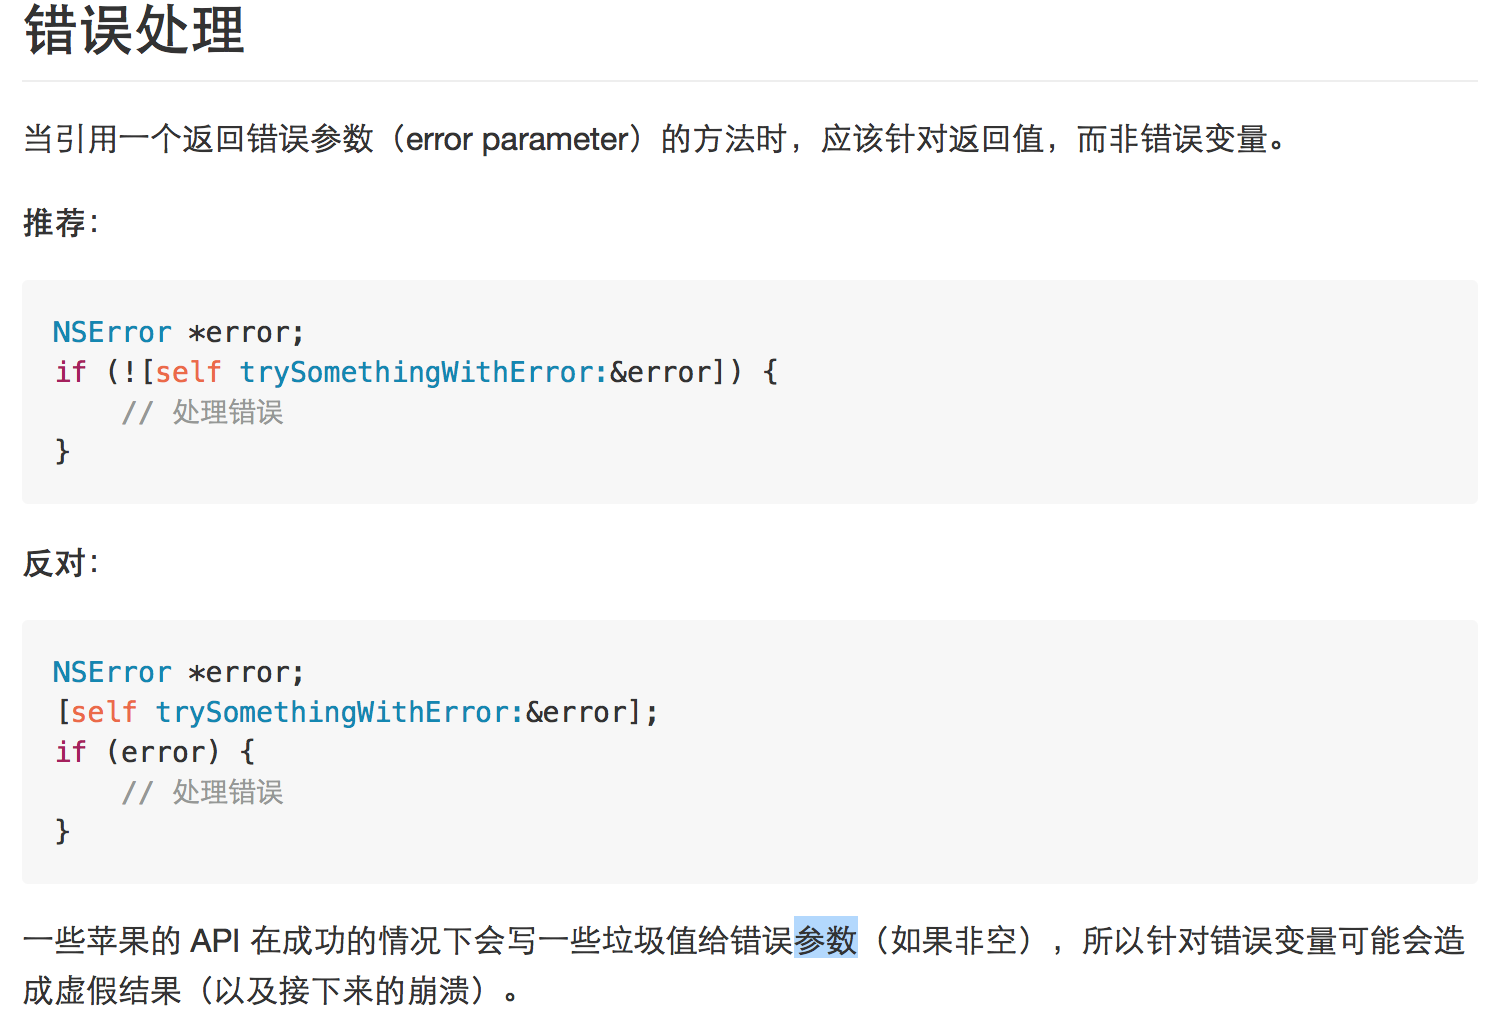 错误处理
当引用一个返回错误参数（error parameter）的方法时，应该针对返回值，而非错误变量。
推荐：
NSError *error;
if (![self trySomethingWithError:&error]) {
    // 处理错误
}
反对：
NSError *error;
[self trySomethingWithError:&error];
if (error) {
    // 处理错误
}
一些苹果的 API 在成功的情况下会写一些垃圾值给错误参数（如果非空），所以针对错误变量可能会造
成虚假结果（以及接下来的崩溃）。